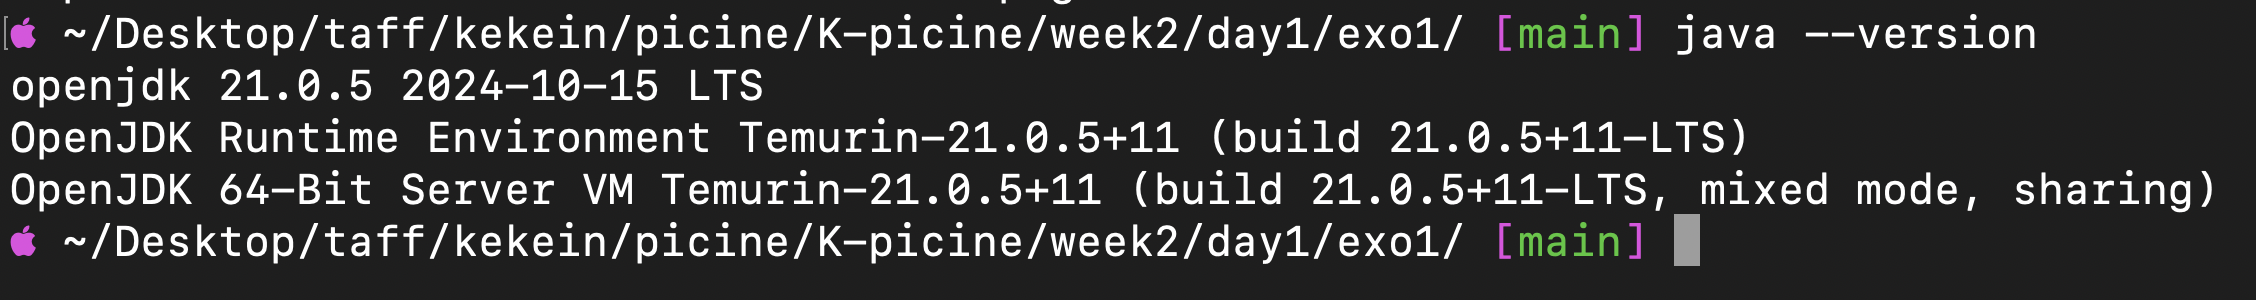 ~/Desktop/taff/kekein/picine/K-picine/week2/day1/exo1/ [main] java --version
openjdk 21.0.5 2024-10-15 LTS
OpenJDK Runtime Environment Temurin-21.0.5+11 (build 21.0.5+11-LTS)
OpenJDK 64-Bit Server VM Temurin-21.0.5+11 (build 21.0.5+11-LTS, mixed mode, sharing)
~/Desktop/taff/kekein/picine/K-picine/week2/day1/exo1/ [main]